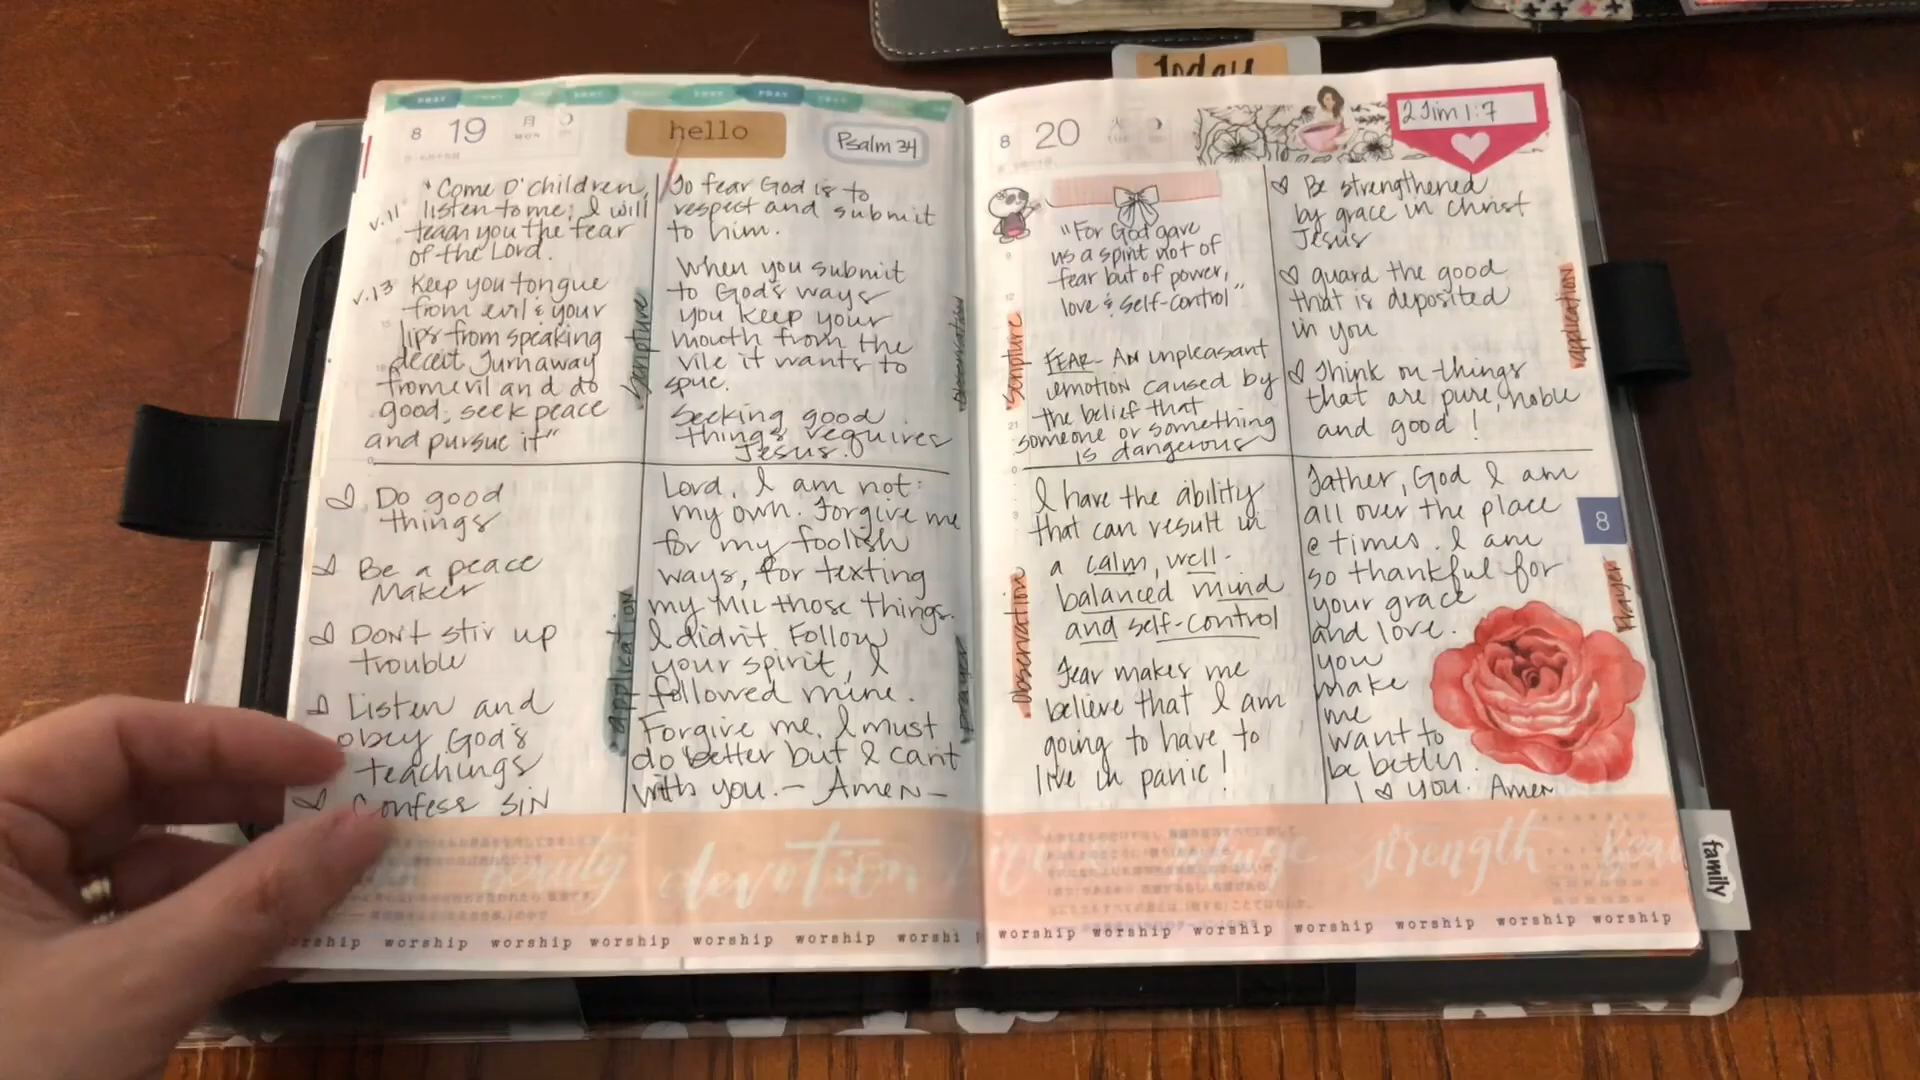 Today
8 19 月 MON
hello
Psalm 34
v.11 "Come O' children,
listen to me; I will
teach you the fear
of the Lord.
v.13 Keep you tongue
from evil & your
lips from speaking
deceit Turn away
from evil and do
good; seek peace
and pursue it"
Scripture
To fear God is to
respect and submit
to him.
When you submit
to God's ways
you keep your
mouth from the
vile it wants to
spue.
Seeking good
things requires
Jesus.
observation
Do good
things
Be a peace
Maker
Don't stir up
trouble
Listen and
obey God's
teachings
Confess SIN
application
Lord, I am not
my own. Forgive me
for my foolish
ways, for texting
my MIL those things.
I didn't Follow
your spirit, I
followed mine.
Forgive me. I must
do better but I can't
with you. - Amen -
prayer
8 20 火
2 Tim 1:7
"For God gave
us a spirit not of
fear but of power,
love & self-control"
FEAR - AN unpleasant
emotion caused by
the belief that
someone or something
is dangerous
Scripture
Be strengthened
by grace in Christ
Jesus
guard the good
that is deposited
in you
Think on things
that are pure, noble
and good!
application
I have the ability
that can result in
a calm, well-
balanced mind
and self-control
Fear makes me
believe that I am
going to have to
live in panic!
observation
Father, God I am
all over the place
@ times. I am
so thankful for
your grace
and love.
you
make
me
want to
be better.
I you. Amen
Prayer
8
family
beauty devotion strength
worship worship worship worship worship worship
worship worship worship worship worship worship worship